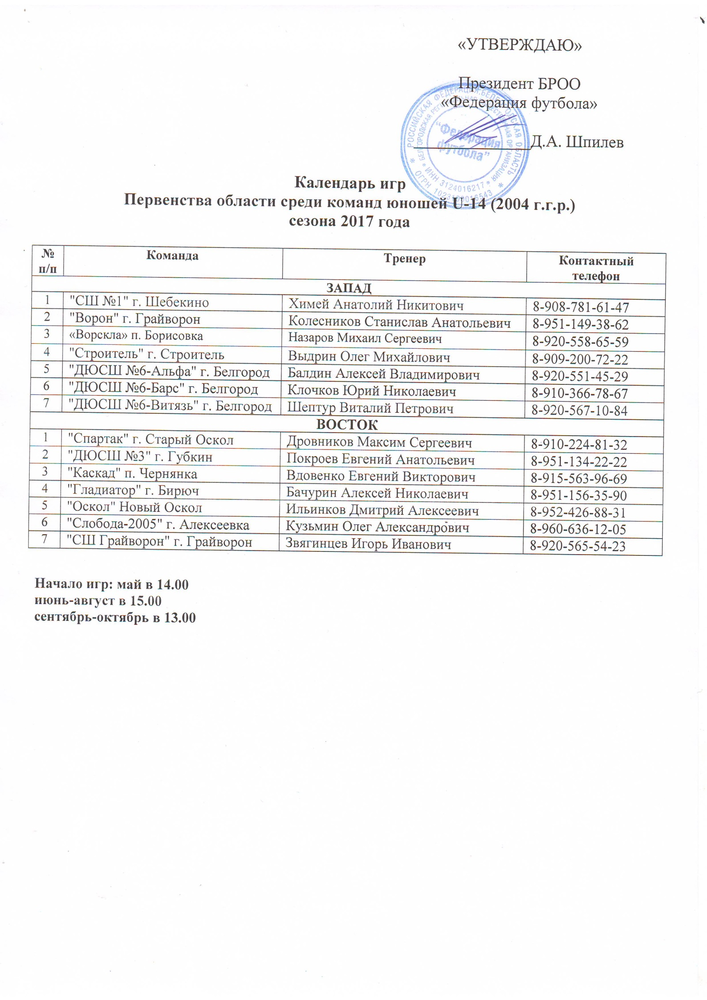 «УТВЕРЖДАЮ»
Президент БРОО
«Федерация футбола»
Д.А. Шпилев
РОССИЙСКАЯ ФЕДЕРАЦИЯ, БЕЛГОРОДСКАЯ ОБЛАСТЬ
* ОГРН 1023100016543 *
БЕЛГОРОДСКАЯ РЕГИОНАЛЬНАЯ ОБЩЕСТВЕННАЯ ОРГАНИЗАЦИЯ
* ИНН 3124016217 *
“Федерация
футбола”
Календарь игр
Первенства области среди команд юношей U-14 (2004 г.г.р.)
сезона 2017 года
№ п/п Команда Тренер Контактный телефон
ЗАПАД
1 "СШ №1" г. Шебекино Химей Анатолий Никитович 8-908-781-61-47
2 "Ворон" г. Грайворон Колесников Станислав Анатольевич 8-951-149-38-62
3 «Ворскла» п. Борисовка Назаров Михаил Сергеевич 8-920-558-65-59
4 "Строитель" г. Строитель Выдрин Олег Михайлович 8-909-200-72-22
5 "ДЮСШ №6-Альфа" г. Белгород Балдин Алексей Владимирович 8-920-551-45-29
6 "ДЮСШ №6-Барс" г. Белгород Клочков Юрий Николаевич 8-910-366-78-67
7 "ДЮСШ №6-Витязь" г. Белгород Шептур Виталий Петрович 8-920-567-10-84
ВОСТОК
1 "Спартак" г. Старый Оскол Дровников Максим Сергеевич 8-910-224-81-32
2 "ДЮСШ №3" г. Губкин Покроев Евгений Анатольевич 8-951-134-22-22
3 "Каскад" п. Чернянка Вдовенко Евгений Викторович 8-915-563-96-69
4 "Гладиатор" г. Бирюч Бачурин Алексей Николаевич 8-951-156-35-90
5 "Оскол" Новый Оскол Ильинков Дмитрий Алексеевич 8-952-426-88-31
6 "Слобода-2005" г. Алексеевка Кузьмин Олег Александрович 8-960-636-12-05
7 "СШ Грайворон" г. Грайворон Звягинцев Игорь Иванович 8-920-565-54-23
Начало игр: май в 14.00
июнь-август в 15.00
сентябрь-октябрь в 13.00